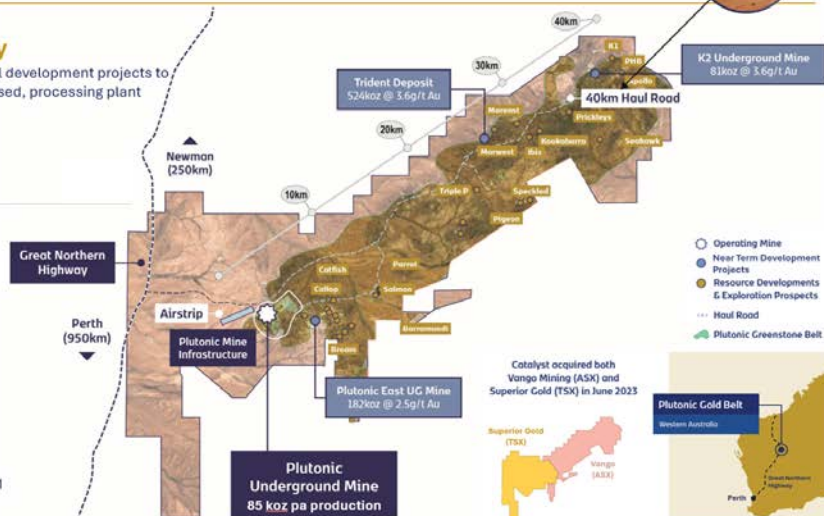 y
l development projects to
sed, processing plant
40km
30km
20km
10km
K1
PHB
K2 Underground Mine
81koz @ 3.6g/t Au
Trident Deposit
524koz @ 3.6g/t Au
40km Haul Road
Mareast
Prickleys
Kookaburra
Seahawk
Marwest
Ibis
Triple P
Speckled
Pigeon
Newman
(250km)
Great Northern
Highway
Perth
(950km)
Airstrip
Plutonic Mine
Infrastructure
Catfish
Parrot
Callop
Salmon
Barramundi
Bream
Plutonic East UG Mine
182koz @ 2.5g/t Au
Plutonic
Underground Mine
85 koz pa production
Operating Mine
Near Term Development
Projects
Resource Developments
& Exploration Prospects
Haul Road
Plutonic Greenstone Belt
Catalyst acquired both
Vango Mining (ASX) and
Superior Gold (TSX) in June 2023
Superior Gold
(TSX)
Vango
(ASX)
Plutonic Gold Belt
Western Australia
Great Northern
Highway
Perth